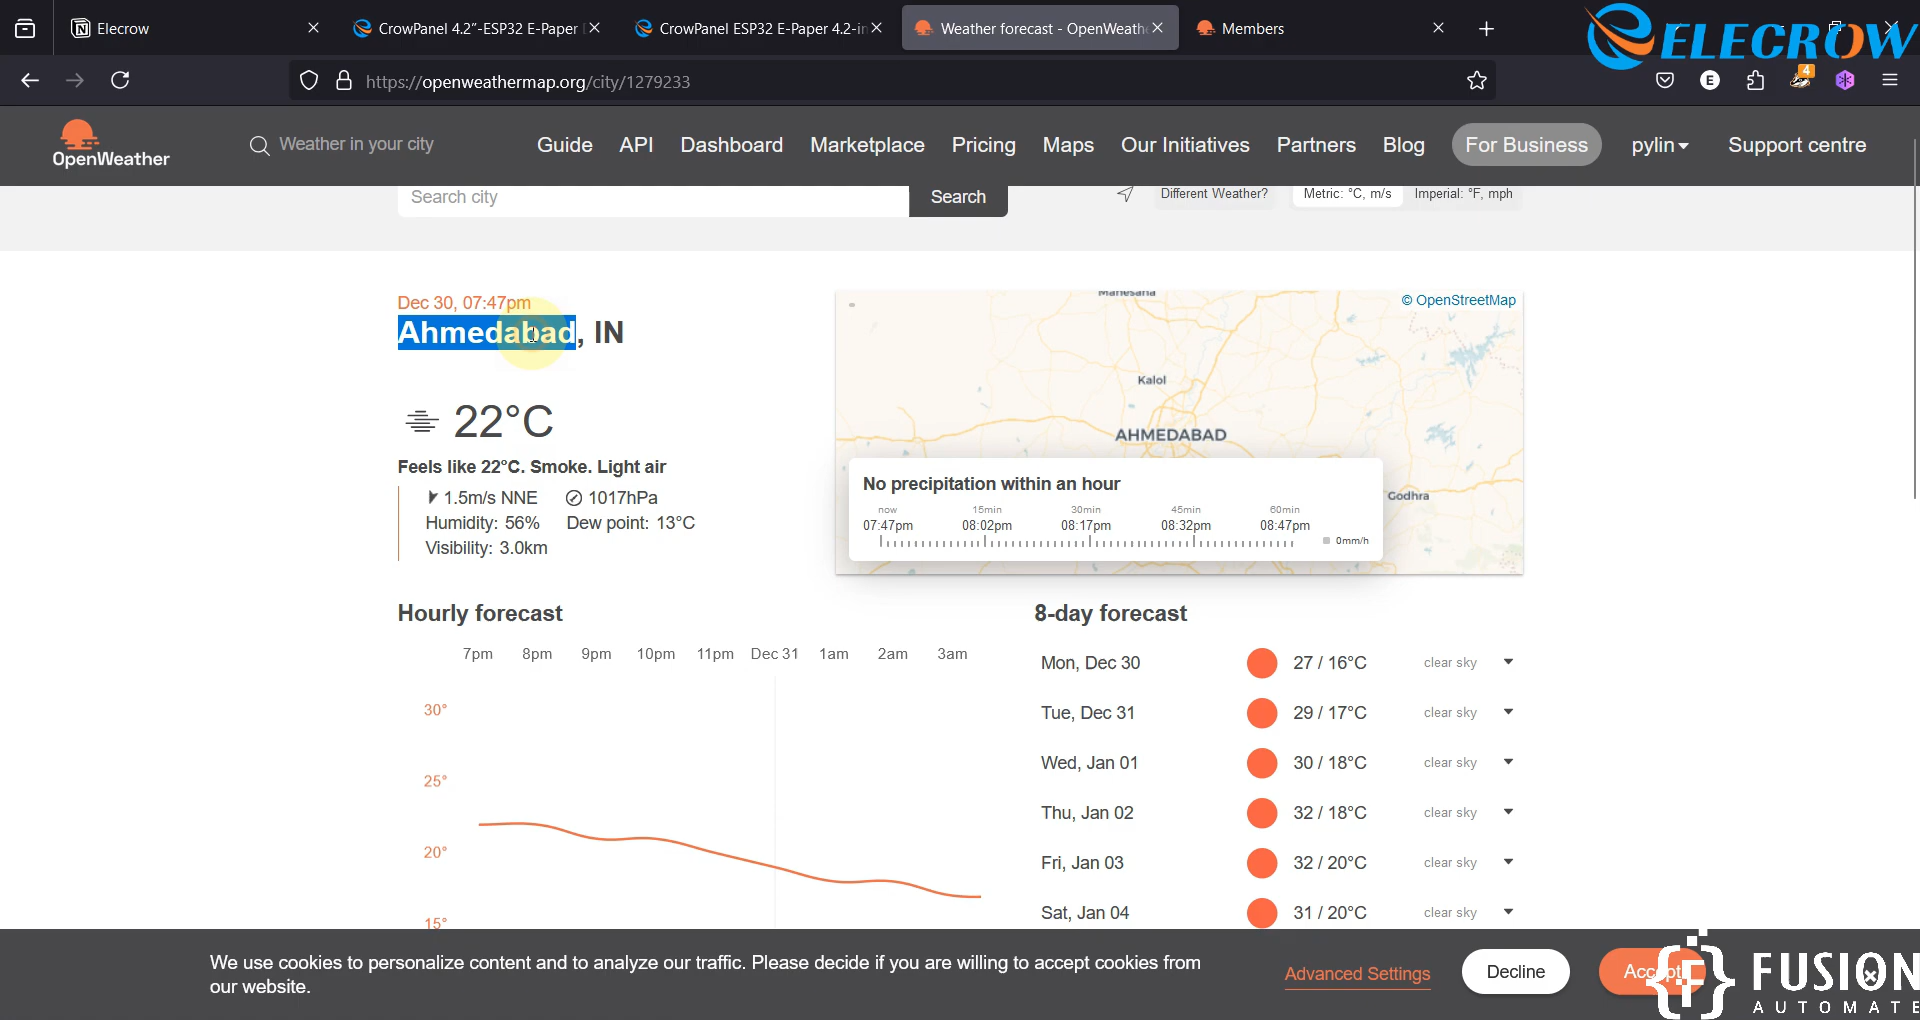 Elecrow
CrowPanel 4.2"-ESP32 E-Paper
CrowPanel ESP32 E-Paper 4.2-in
Weather forecast - OpenWeath
Members
ELECROW
https://openweathermap.org/city/1279233
E
4
OpenWeather
Weather in your city
Guide
API
Dashboard
Marketplace
Pricing
Maps
Our Initiatives
Partners
Blog
For Business
pylin
Support centre
Search city
Search
Different Weather?
Metric: °C, m/s
Imperial: °F, mph
Dec 30, 07:47pm
Ahmedabad, IN
22°C
Feels like 22°C. Smoke. Light air
1.5m/s NNE
1017hPa
Humidity: 56%
Dew point: 13°C
Visibility: 3.0km
© OpenStreetMap
Kalol
AHMEDABAD
Godhra
No precipitation within an hour
now 15min 30min 45min 60min
07:47pm 08:02pm 08:17pm 08:32pm 08:47pm
0mm/h
Hourly forecast
7pm 8pm 9pm 10pm 11pm Dec 31 1am 2am 3am
30°
25°
20°
15°
8-day forecast
Mon, Dec 30 27 / 16°C clear sky
Tue, Dec 31 29 / 17°C clear sky
Wed, Jan 01 30 / 18°C clear sky
Thu, Jan 02 32 / 18°C clear sky
Fri, Jan 03 32 / 20°C clear sky
Sat, Jan 04 31 / 20°C clear sky
We use cookies to personalize content and to analyze our traffic. Please decide if you are willing to accept cookies from
our website.
Advanced Settings
Decline
Accept
FUSION
AUTOMATE